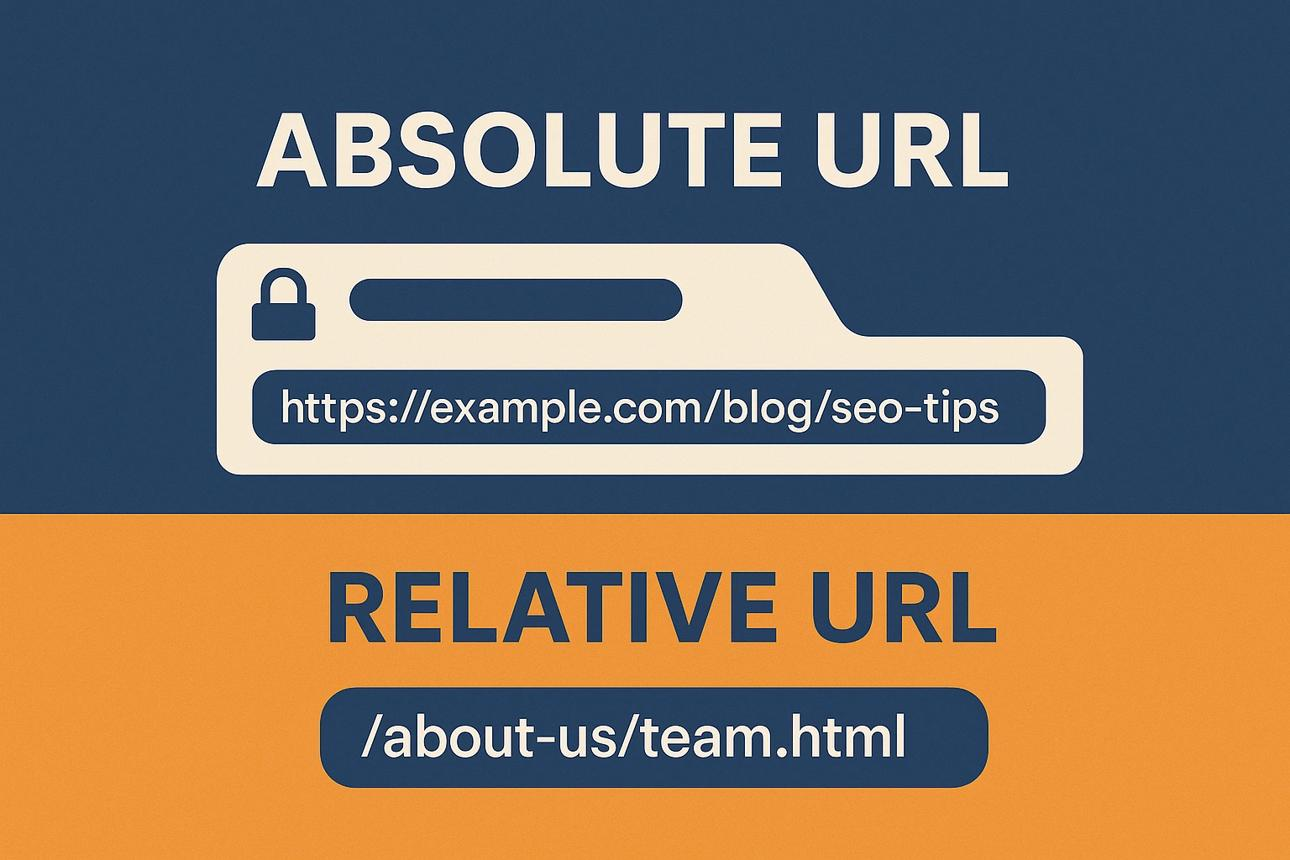 ABSOLUTE URL
https://example.com/blog/seo-tips
RELATIVE URL
/about-us/team.html